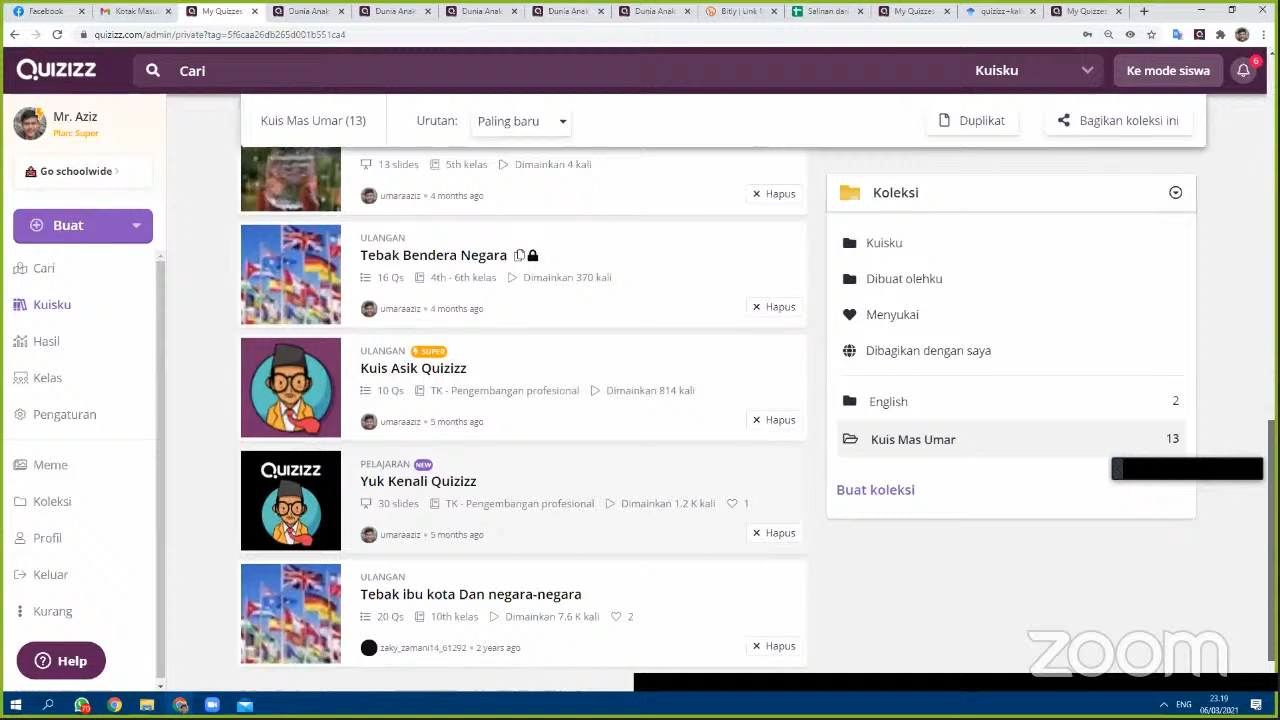 Facebook
Kotak Masuk
My Quizzes
Dunia Anak
Dunia Anak
Dunia Anak
Dunia Anak
Dunia Anak
Bitly | Link M
Salinan dari
My Quizzes
quizizz+kal
My Quizzes
quizizz.com/admin/private?tag=5f6caa26db265d001b551ca4
QUIZIZZ
Cari
Kuisku
Ke mode siswa
6
Mr. Aziz
Plarc Super
Go schoolwide
Buat
Cari
Kuisku
Hasil
Kelas
Pengaturan
Meme
Koleksi
Profil
Keluar
Kurang
Help
Kuis Mas Umar (13)
Urutan:
Paling baru
Duplikat
Bagikan koleksi ini
13 slides 5th kelas Dimainkan 4 kali
umaraaziz • 4 months ago
× Hapus
ULANGAN
Tebak Bendera Negara
16 Qs 4th - 6th kelas Dimainkan 370 kali
umaraaziz • 4 months ago
× Hapus
ULANGAN SUPER
Kuis Asik Quizizz
10 Qs TK - Pengembangan profesional Dimainkan 814 kali
umaraaziz • 5 months ago
× Hapus
QUIZIZZ
PELAJARAN NEW
Yuk Kenali Quizizz
30 slides TK - Pengembangan profesional Dimainkan 1.2 K kali 1
umaraaziz • 5 months ago
× Hapus
ULANGAN
Tebak ibu kota Dan negara-negara
20 Qs 10th kelas Dimainkan 7.6 K kali 2
zaky_zamani14_61292 • 2 years ago
× Hapus
Koleksi
Kuisku
Dibuat olehku
Menyukai
Dibagikan dengan saya
English 2
Kuis Mas Umar 13
Buat koleksi
zoom
ENG
23.19
06/03/2021